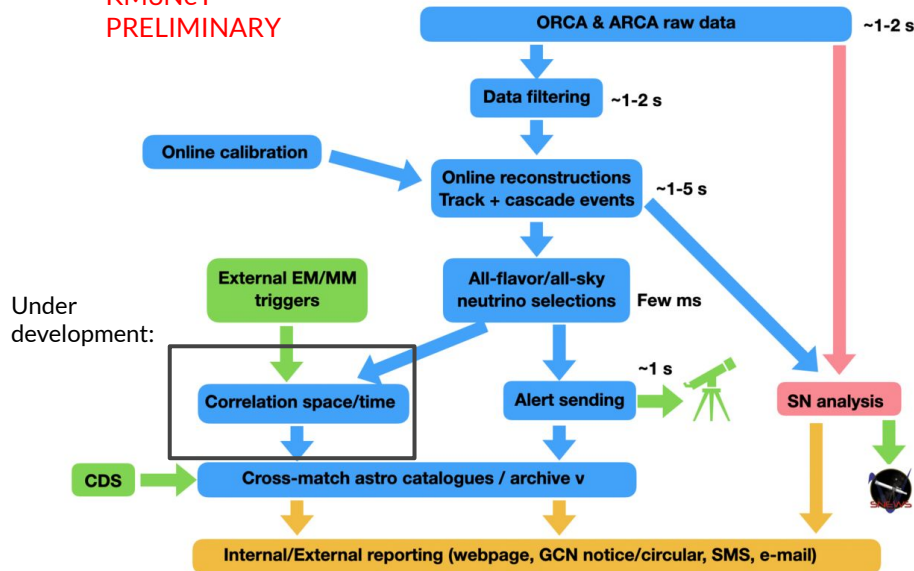 KM3NeT
PRELIMINARY
ORCA & ARCA raw data
~1-2 s
Data filtering
~1-2 s
Online calibration
Online reconstructions
Track + cascade events
~1-5 s
External EM/MM
triggers
All-flavor/all-sky
neutrino selections
Few ms
Under
development:
~1 s
Correlation space/time
Alert sending
SN analysis
CDS
Cross-match astro catalogues / archive ν
SNEWS
Internal/External reporting (webpage, GCN notice/circular, SMS, e-mail)